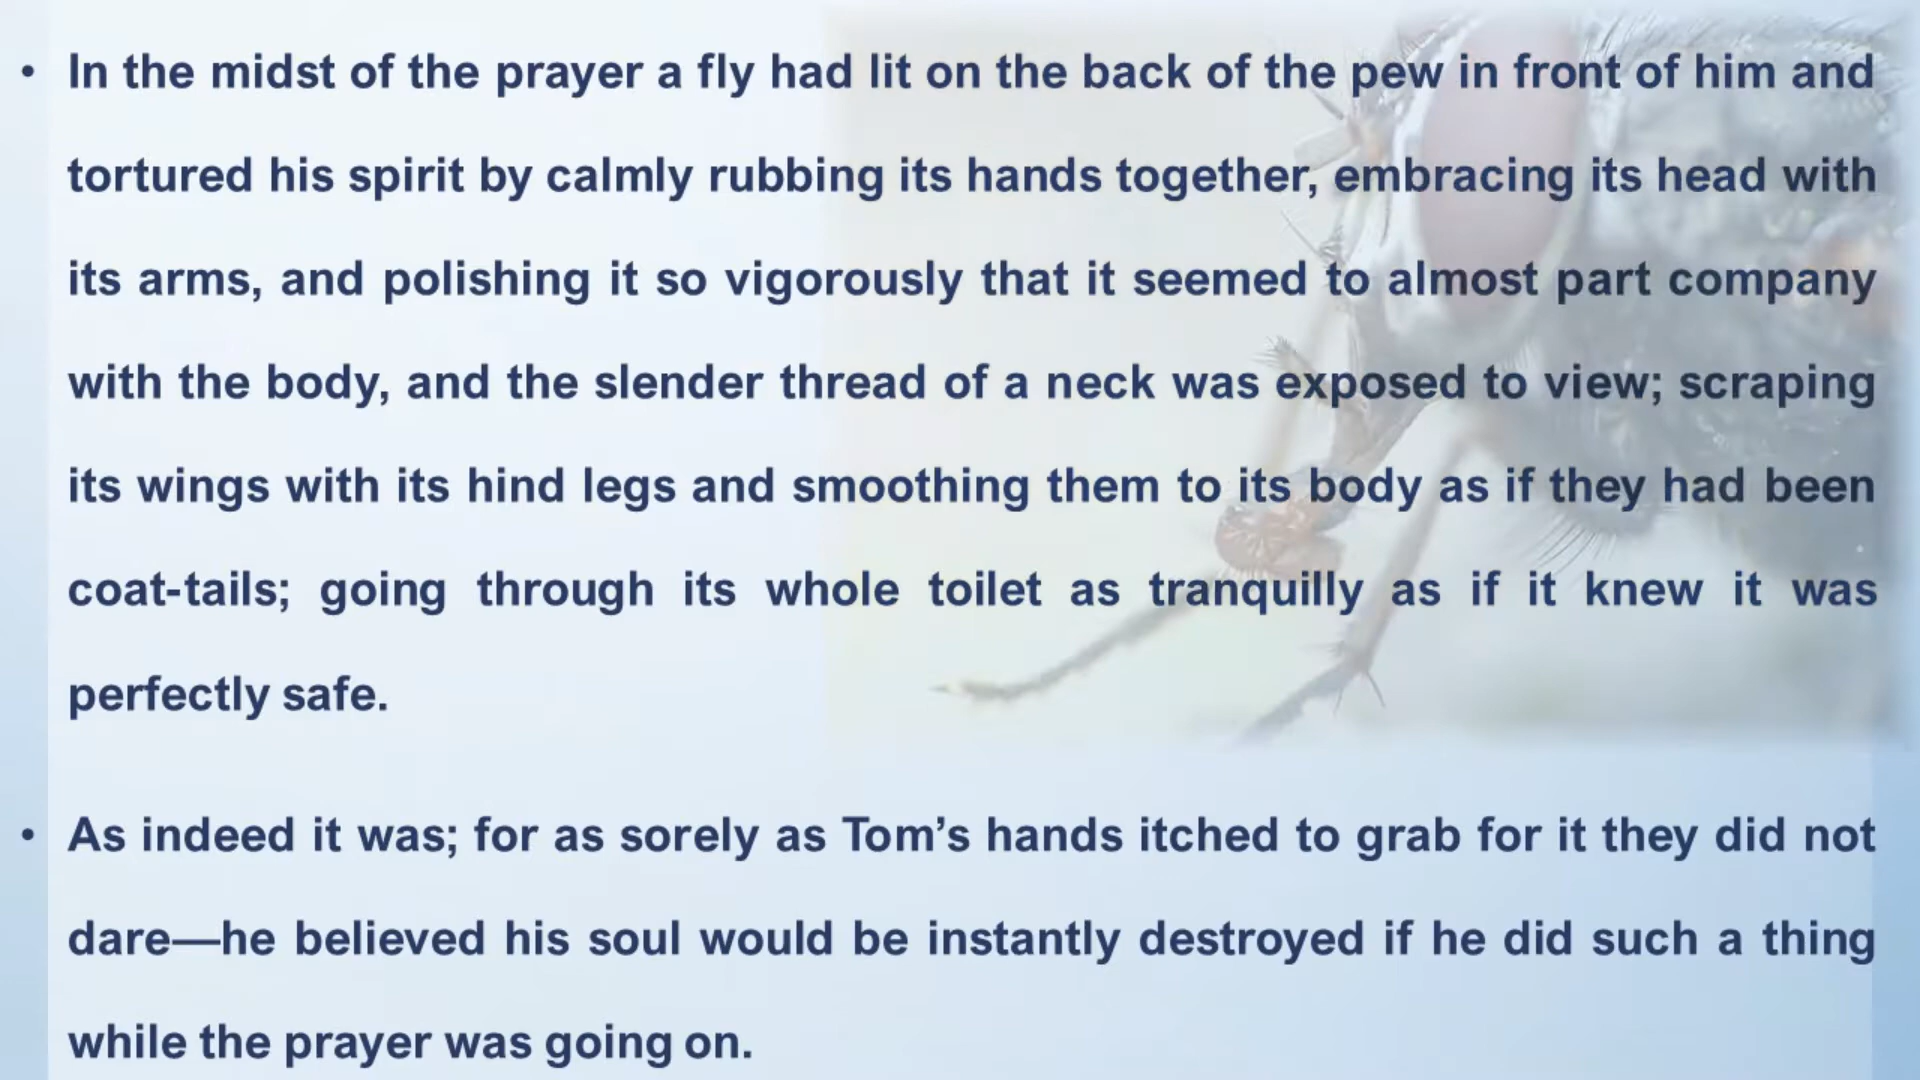 • In the midst of the prayer a fly had lit on the back of the pew in front of him and
tortured his spirit by calmly rubbing its hands together, embracing its head with
its arms, and polishing it so vigorously that it seemed to almost part company
with the body, and the slender thread of a neck was exposed to view; scraping
its wings with its hind legs and smoothing them to its body as if they had been
coat-tails; going through its whole toilet as tranquilly as if it knew it was
perfectly safe.
• As indeed it was; for as sorely as Tom’s hands itched to grab for it they did not
dare—he believed his soul would be instantly destroyed if he did such a thing
while the prayer was going on.